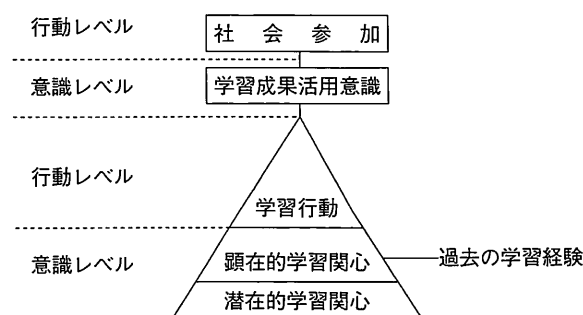 行動レベル
社会参加
意識レベル
学習成果活用意識
行動レベル
学習行動
意識レベル
顕在的学習関心
過去の学習経験
潜在的学習関心